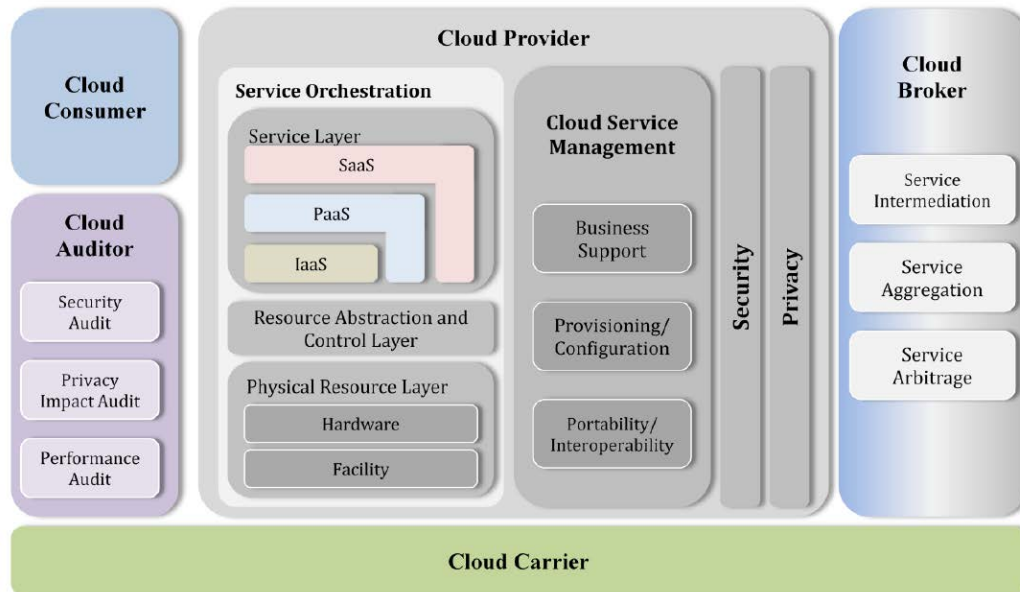 Cloud
Consumer
Cloud
Auditor
Security
Audit
Privacy
Impact Audit
Performance
Audit
Cloud Provider
Service Orchestration
Service Layer
SaaS
PaaS
IaaS
Resource Abstraction and
Control Layer
Physical Resource Layer
Hardware
Facility
Cloud Service
Management
Business
Support
Provisioning/
Configuration
Portability/
Interoperability
Security
Privacy
Cloud
Broker
Service
Intermediation
Service
Aggregation
Service
Arbitrage
Cloud Carrier